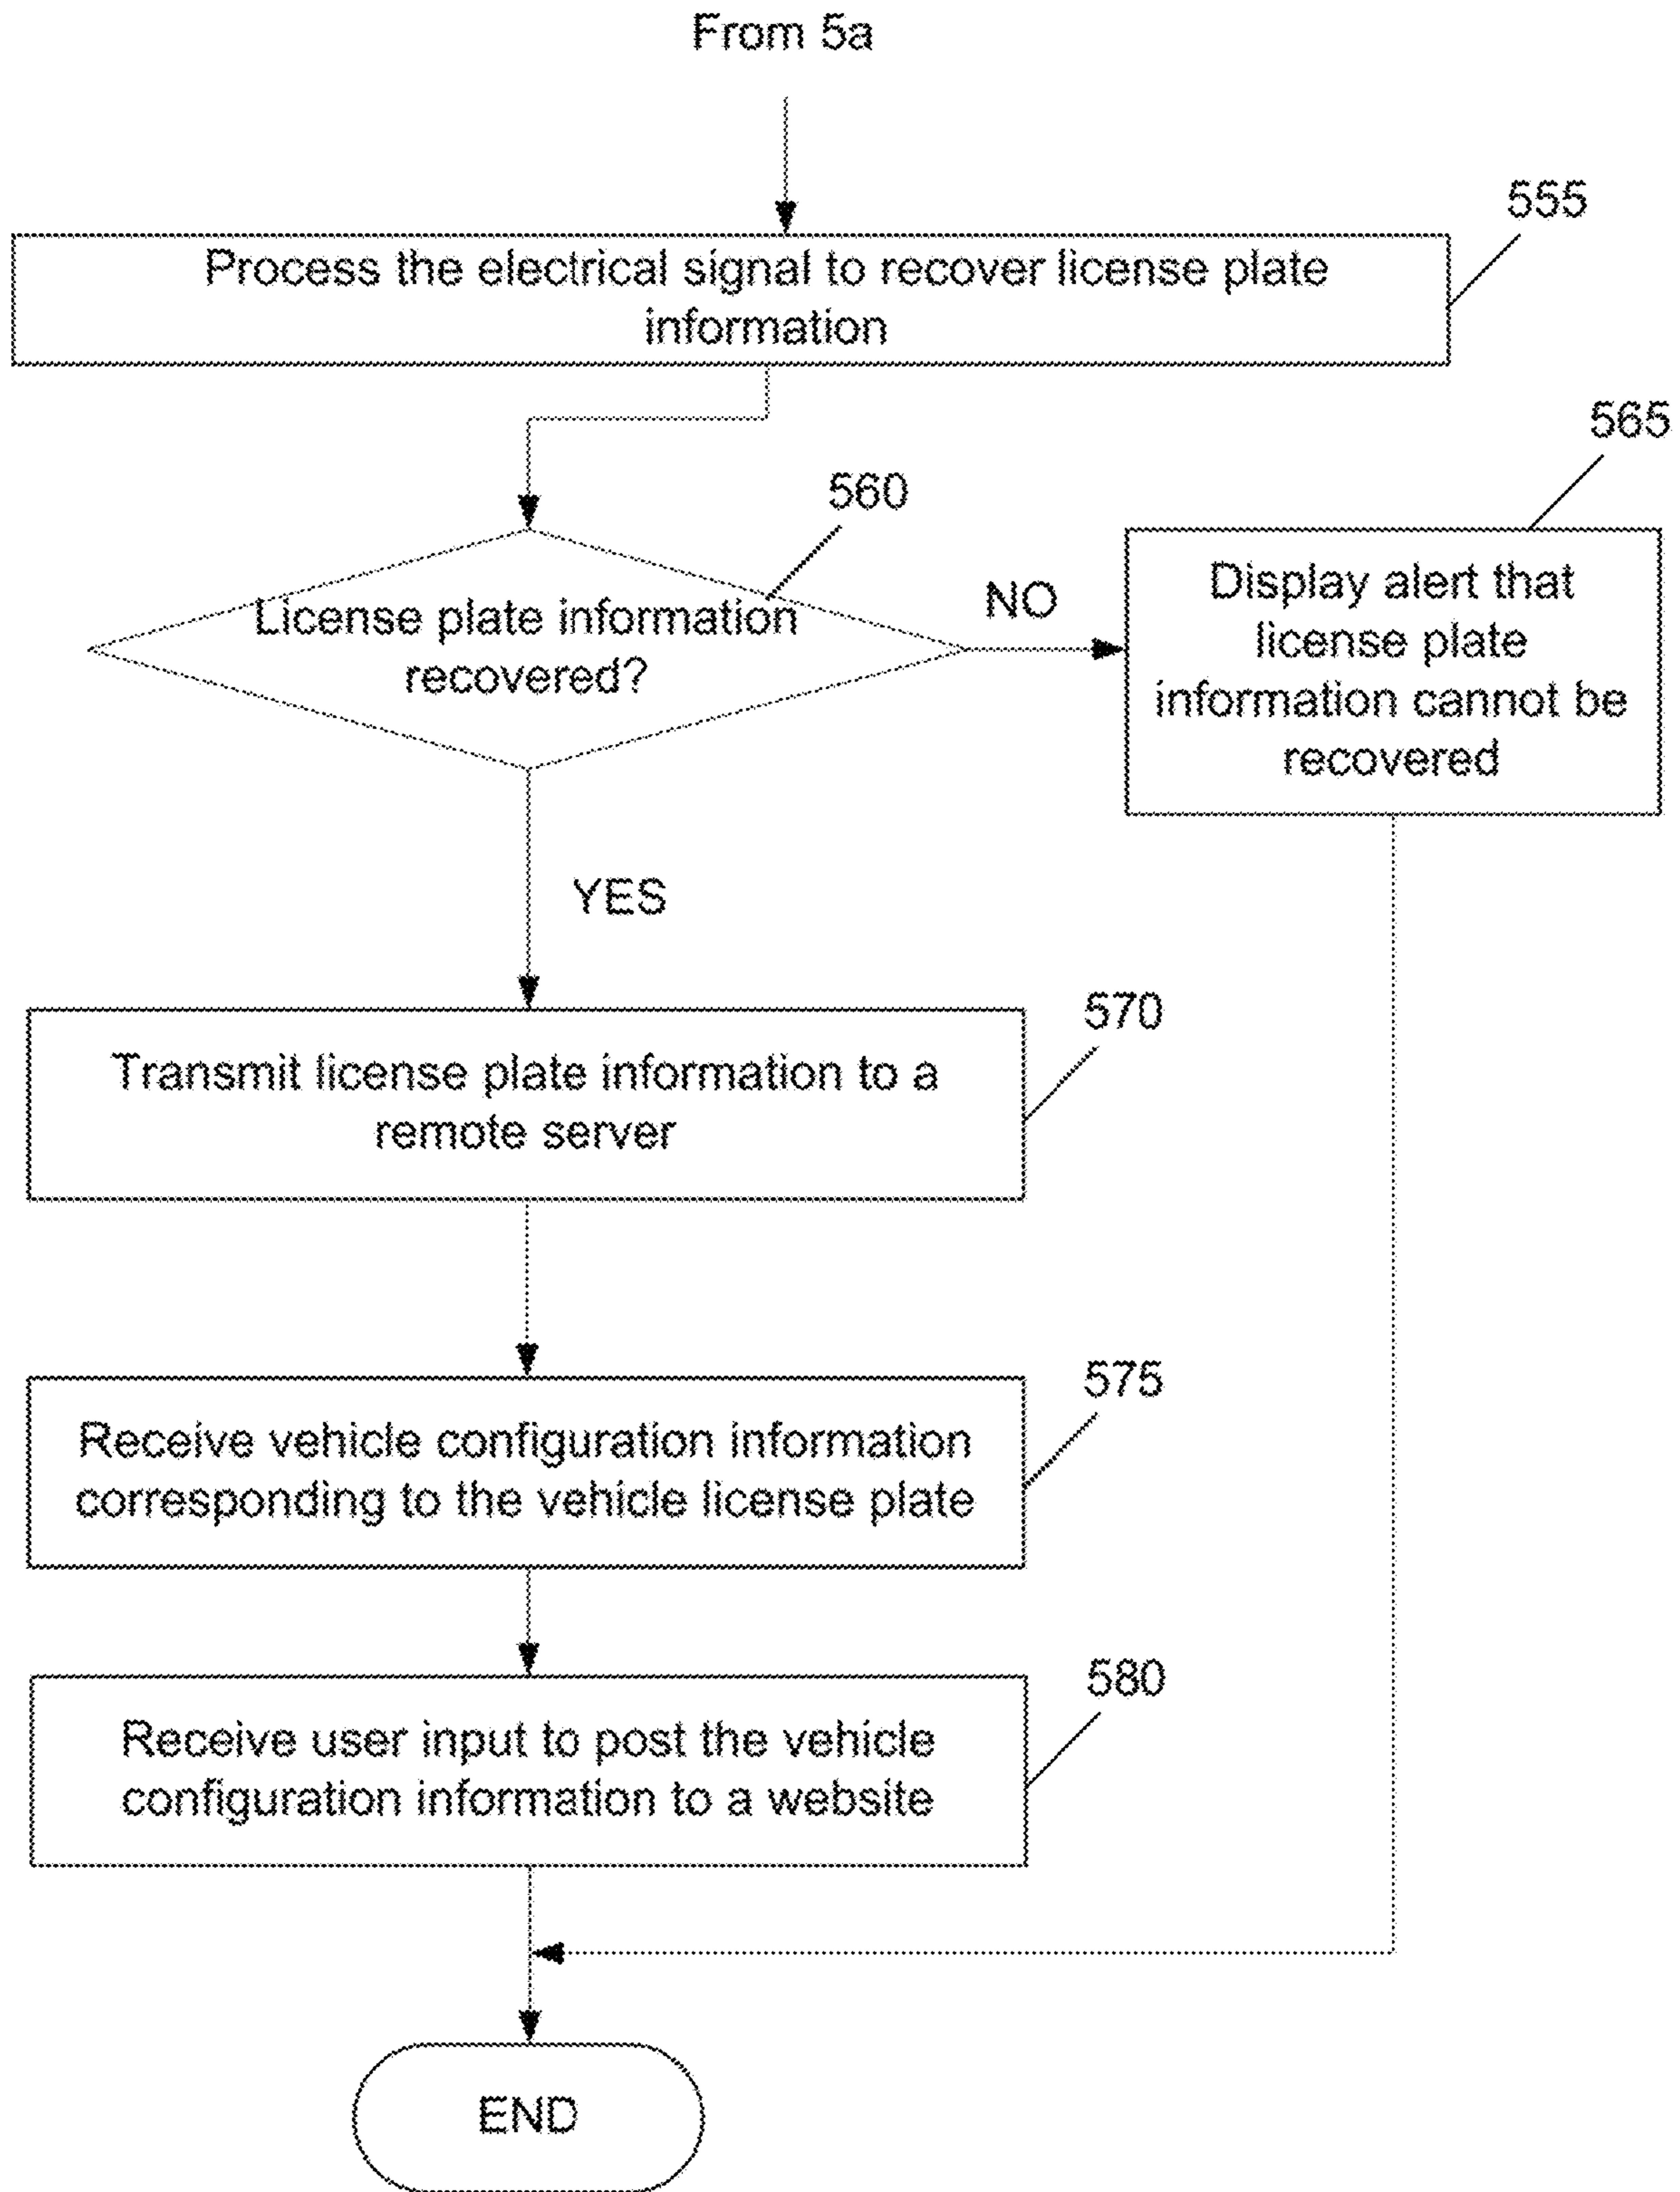 From 5a
555
Process the electrical signal to recover license plate
information
565
560
License plate information
recovered?
NO
Display alert that
license plate
information cannot be
recovered
YES
570
Transmit license plate information to a
remote server
575
Receive vehicle configuration information
corresponding to the vehicle license plate
580
Receive user input to post the vehicle
configuration information to a website
END